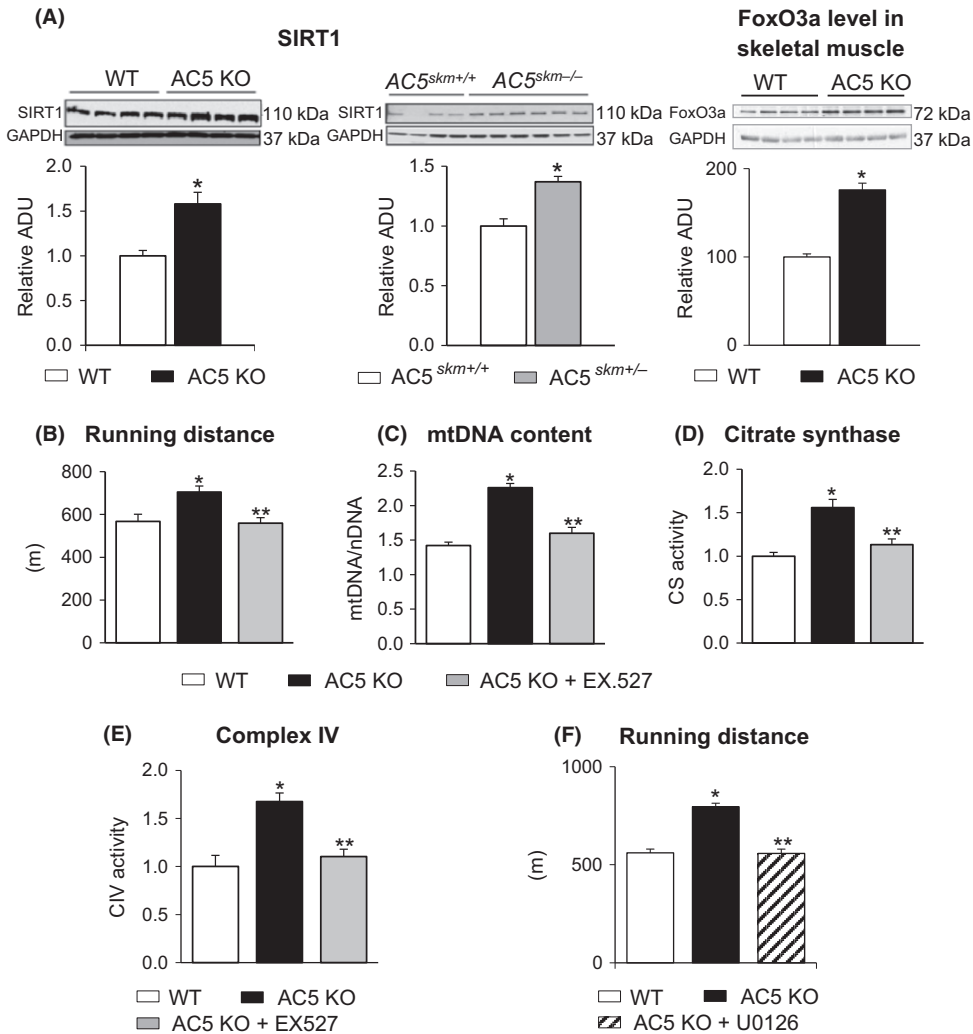 (A)
SIRT1
FoxO3a level in
skeletal muscle
WT AC5 KO
SIRT1 110 kDa
GAPDH 37 kDa
Relative ADU
2.0
1.5
1.0
0.5
0.0
*
WT AC5 KO
AC5skm+/+ AC5skm–/–
SIRT1 110 kDa
GAPDH 37 kDa
Relative ADU
1.5
1.0
0.5
0.0
*
AC5 skm+/+ AC5 skm+/–
WT AC5 KO
FoxO3a 72 kDa
GAPDH 37 kDa
Relative ADU
200
100
0
*
WT AC5 KO
(B) Running distance
(m)
800
600
400
200
0
*
**
(C) mtDNA content
mtDNA/nDNA
2.5
2.0
1.5
1.0
0.5
0.0
*
**
(D) Citrate synthase
CS activity
2.0
1.5
1.0
0.5
0.0
*
**
WT AC5 KO AC5 KO + EX.527
(E) Complex IV
CIV activity
2.0
1.5
1.0
0.5
0.0
*
**
WT AC5 KO
AC5 KO + EX527
(F) Running distance
(m)
1000
500
0
*
**
WT AC5 KO
AC5 KO + U0126